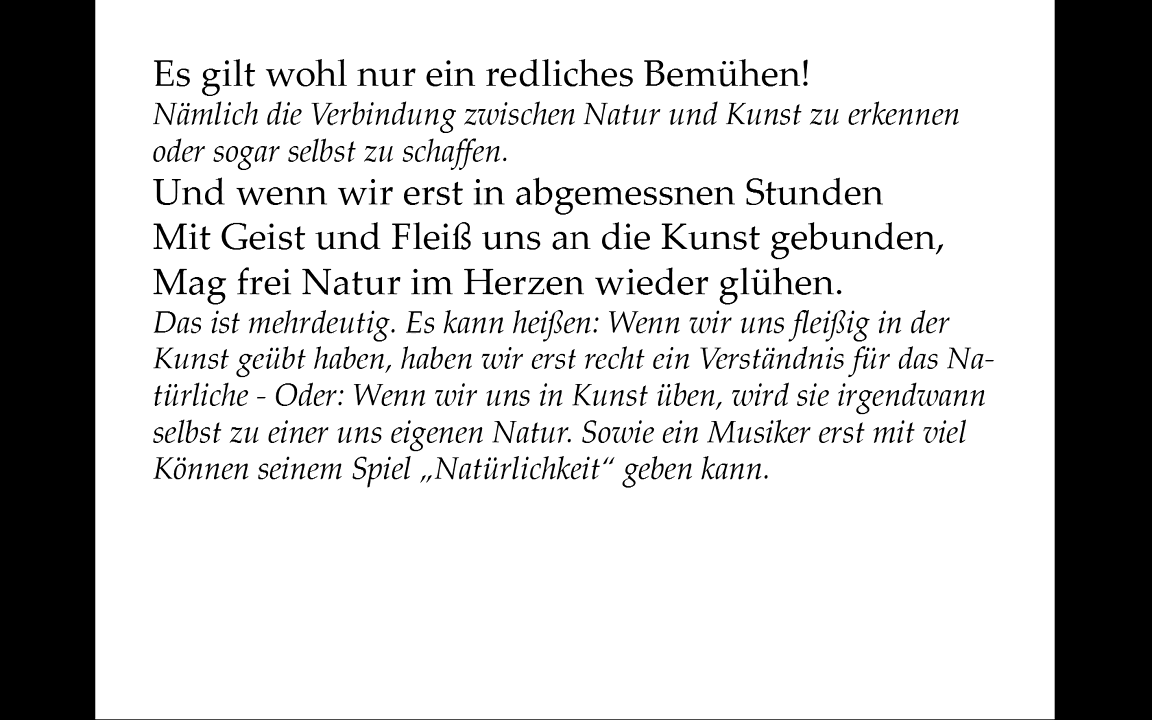 Es gilt wohl nur ein redliches Bemühen!
Nämlich die Verbindung zwischen Natur und Kunst zu erkennen
oder sogar selbst zu schaffen.
Und wenn wir erst in abgemessnen Stunden
Mit Geist und Fleiß uns an die Kunst gebunden,
Mag frei Natur im Herzen wieder glühen.
Das ist mehrdeutig. Es kann heißen: Wenn wir uns fleißig in der
Kunst geübt haben, haben wir erst recht ein Verständnis für das Na-
türliche - Oder: Wenn wir uns in Kunst üben, wird sie irgendwann
selbst zu einer uns eigenen Natur. Sowie ein Musiker erst mit viel
Können seinem Spiel „Natürlichkeit“ geben kann.